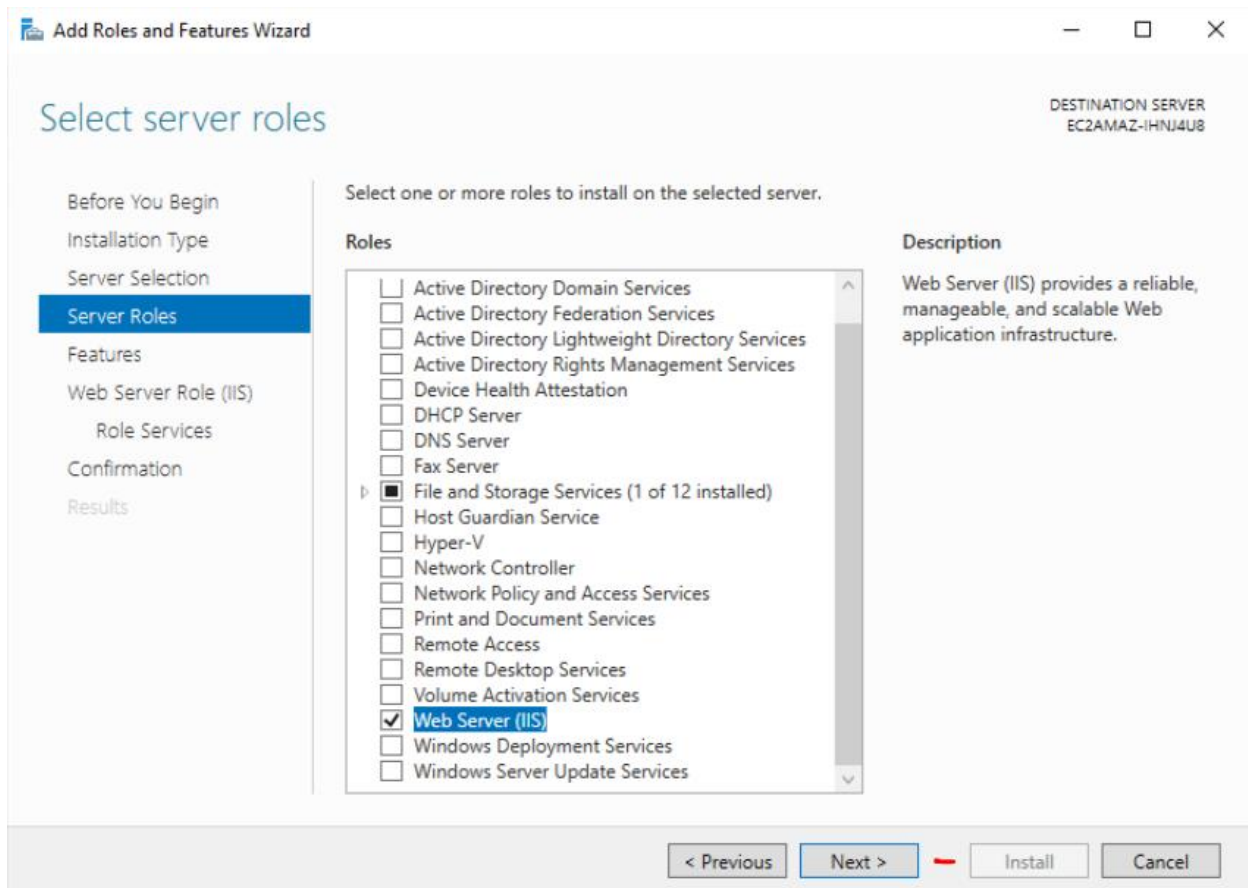 Add Roles and Features Wizard
Select server roles
DESTINATION SERVER
EC2AMAZ-IHNJ4U8
Before You Begin
Installation Type
Server Selection
Server Roles
Features
Web Server Role (IIS)
Role Services
Confirmation
Results
Select one or more roles to install on the selected server.
Roles
Active Directory Domain Services
Active Directory Federation Services
Active Directory Lightweight Directory Services
Active Directory Rights Management Services
Device Health Attestation
DHCP Server
DNS Server
Fax Server
File and Storage Services (1 of 12 installed)
Host Guardian Service
Hyper-V
Network Controller
Network Policy and Access Services
Print and Document Services
Remote Access
Remote Desktop Services
Volume Activation Services
Web Server (IIS)
Windows Deployment Services
Windows Server Update Services
Description
Web Server (IIS) provides a reliable,
manageable, and scalable Web
application infrastructure.
< Previous Next > Install Cancel